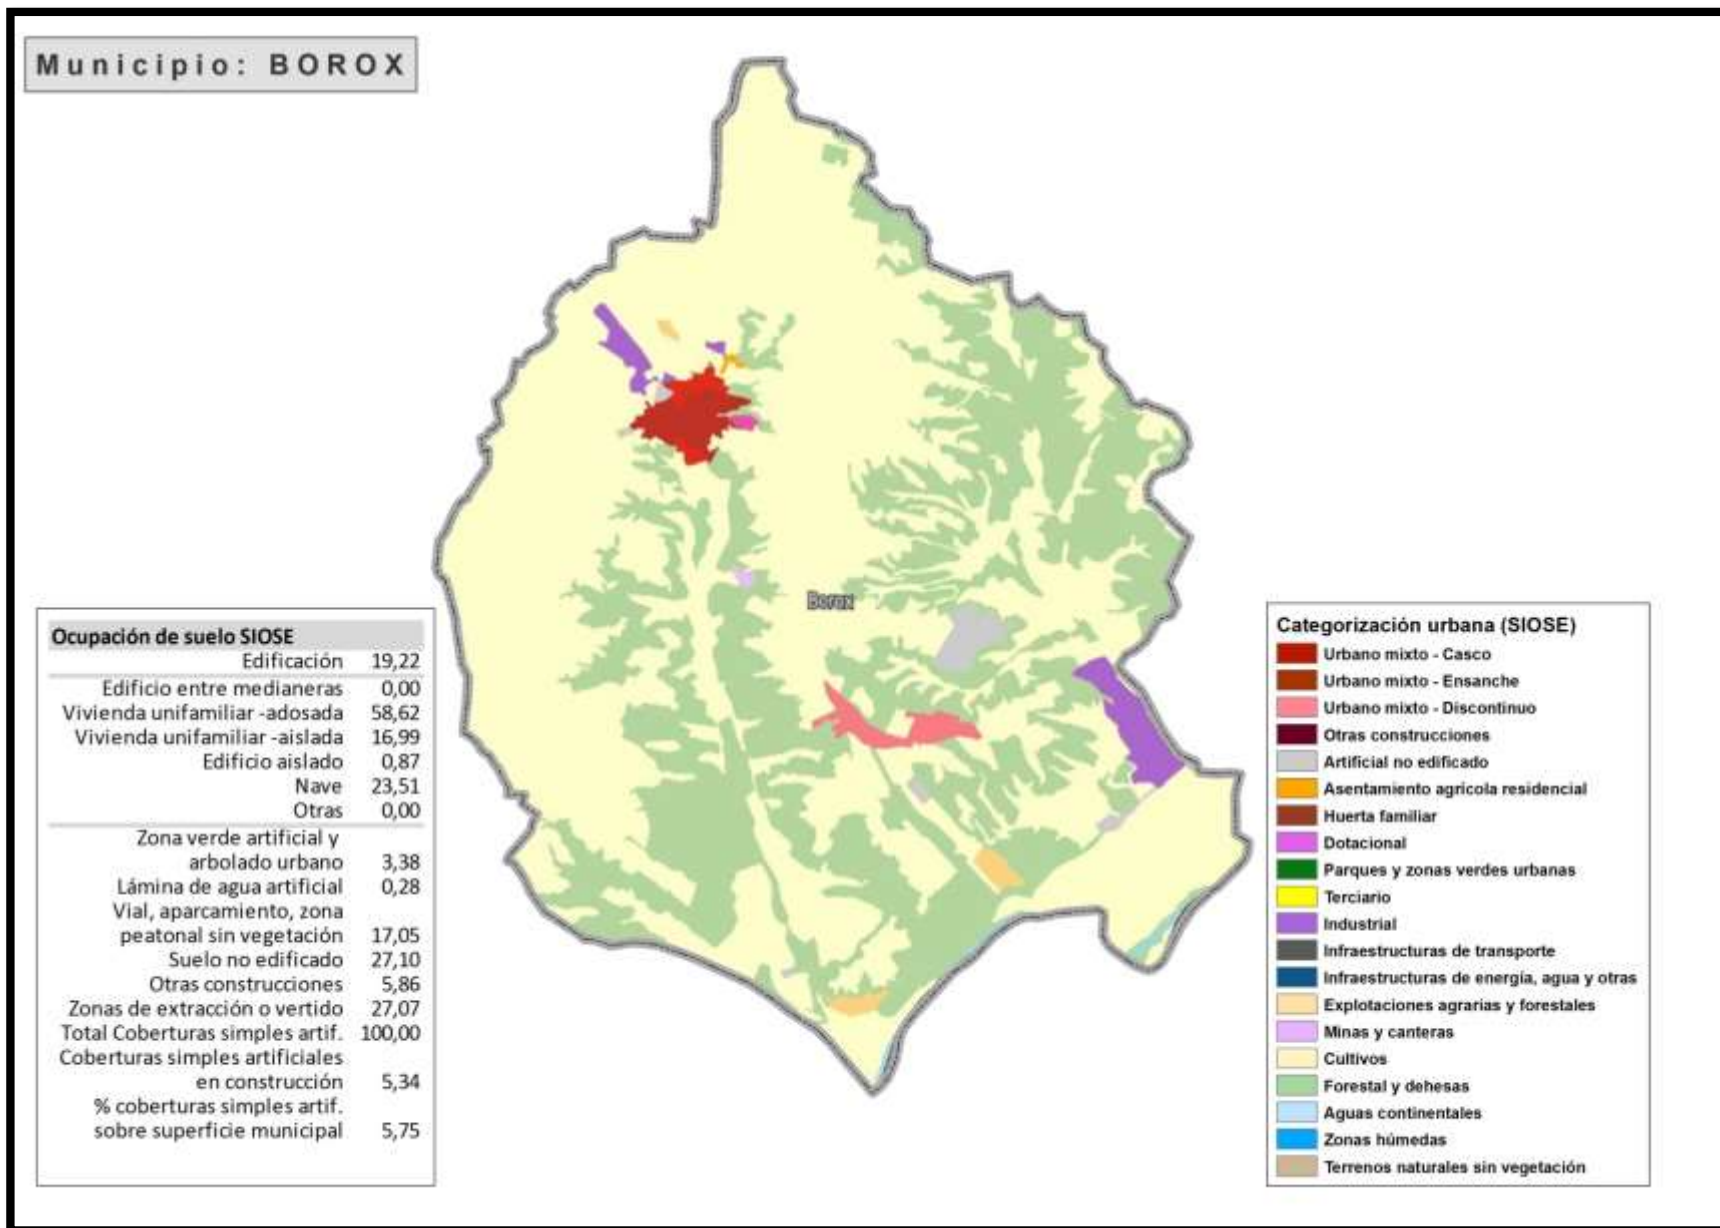 Municipio: BOROX
Borox
Ocupación de suelo SIOSE
Edificación 19,22
Edificio entre medianeras 0,00
Vivienda unifamiliar -adosada 58,62
Vivienda unifamiliar -aislada 16,99
Edificio aislado 0,87
Nave 23,51
Otras 0,00
Zona verde artificial y
arbolado urbano 3,38
Lámina de agua artificial 0,28
Vial, aparcamiento, zona
peatonal sin vegetación 17,05
Suelo no edificado 27,10
Otras construcciones 5,86
Zonas de extracción o vertido 27,07
Total Coberturas simples artif. 100,00
Coberturas simples artificiales
en construcción 5,34
% coberturas simples artif.
sobre superficie municipal 5,75
Categorización urbana (SIOSE)
Urbano mixto - Casco
Urbano mixto - Ensanche
Urbano mixto - Discontinuo
Otras construcciones
Artificial no edificado
Asentamiento agrícola residencial
Huerta familiar
Dotacional
Parques y zonas verdes urbanas
Terciario
Industrial
Infraestructuras de transporte
Infraestructuras de energía, agua y otras
Explotaciones agrarias y forestales
Minas y canteras
Cultivos
Forestal y dehesas
Aguas continentales
Zonas húmedas
Terrenos naturales sin vegetación